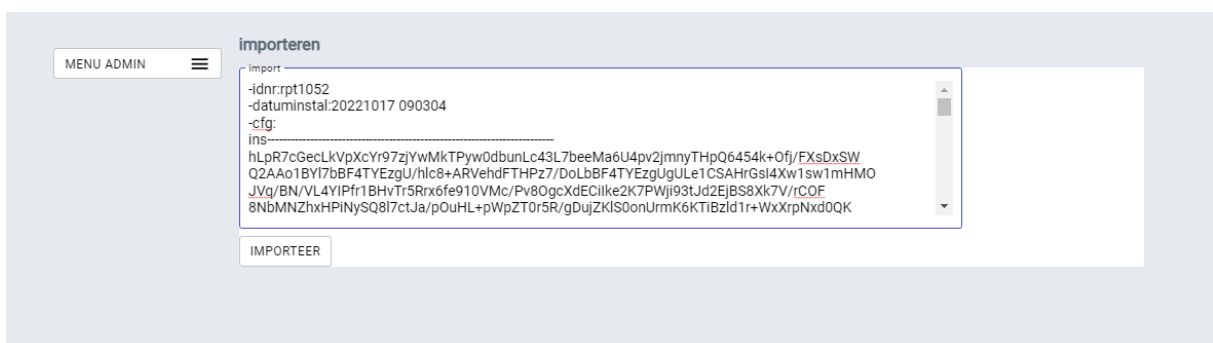 importeren
MENU ADMIN
import
-idnr:rpt1052
-datuminstal:20221017 090304
-cfg:
ins------------------------------------------------------------------------
hLpR7cGecLkVpXcYr97zjYwMkTPyw0dbunLc43L7beeMa6U4pv2jmnyTHpQ6454k+Ofj/FXsDxSW
Q2AAo1BYl7bBF4TYEzgU/hlc8+ARVehdFTHPz7/DoLbBF4TYEzgUgULe1CSAHrGsI4Xw1sw1mHMO
JVq/BN/VL4YIPfr1BHvTr5Rrx6fe910VMc/Pv8OgcXdECiIke2K7PWji93tJd2EjBS8Xk7V/rCOF
8NbMNZhxHPiNySQ8l7ctJa/pOuHL+pWpZT0r5R/gDujZKlS0onUrmK6KTiBzld1r+WxXrpNxd0QK
IMPORTEER